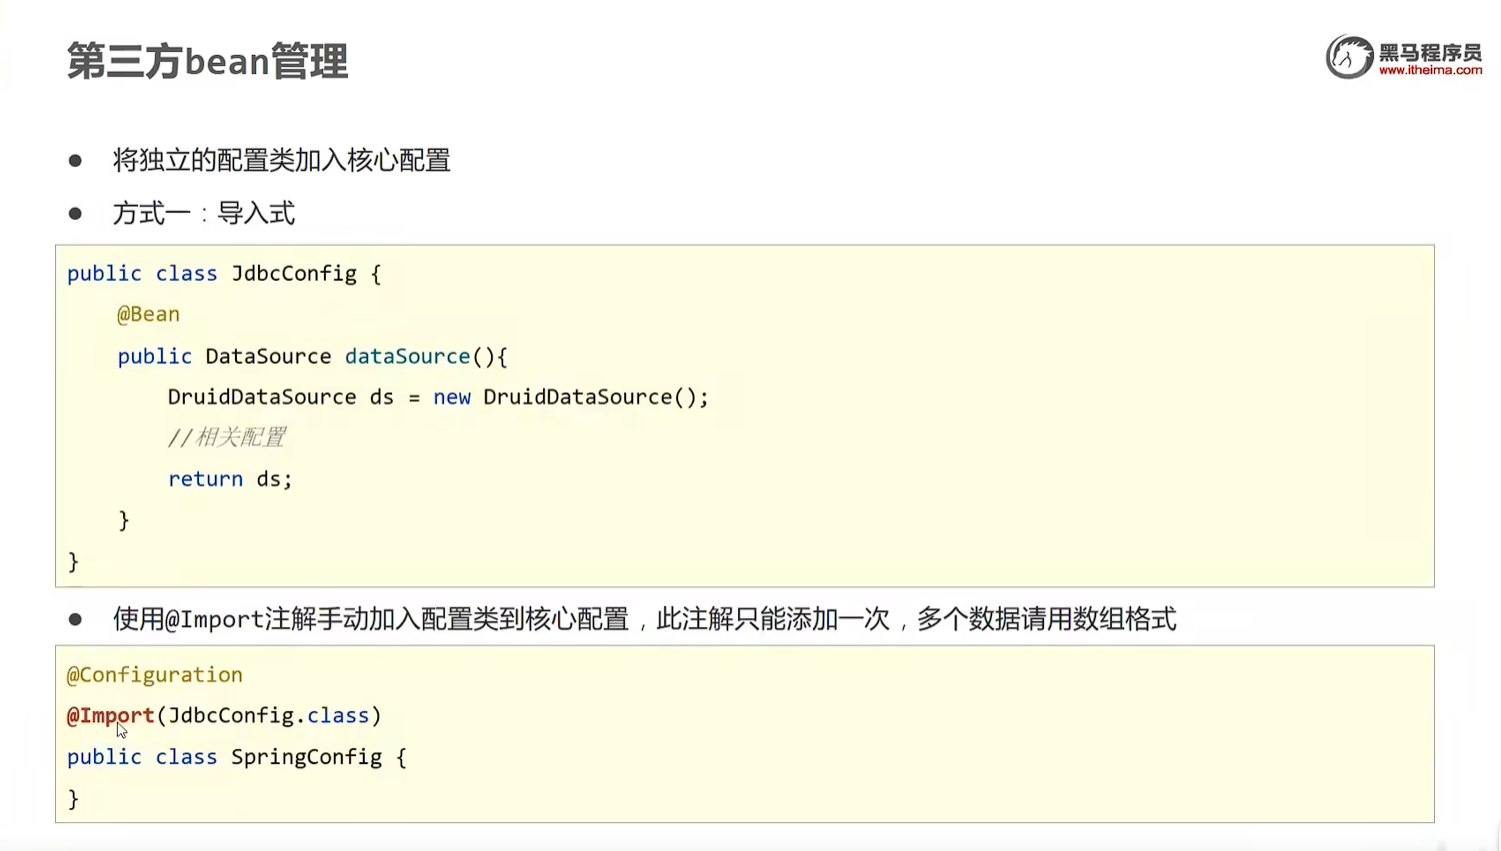 第三方bean管理
黑马程序员
www.itheima.com
● 将独立的配置类加入核心配置
● 方式一：导入式
public class JdbcConfig {
    @Bean
    public DataSource dataSource(){
        DruidDataSource ds = new DruidDataSource();
        //相关配置
        return ds;
    }
}
● 使用@Import注解手动加入配置类到核心配置，此注解只能添加一次，多个数据请用数组格式
@Configuration
@Import(JdbcConfig.class)
public class SpringConfig {
}